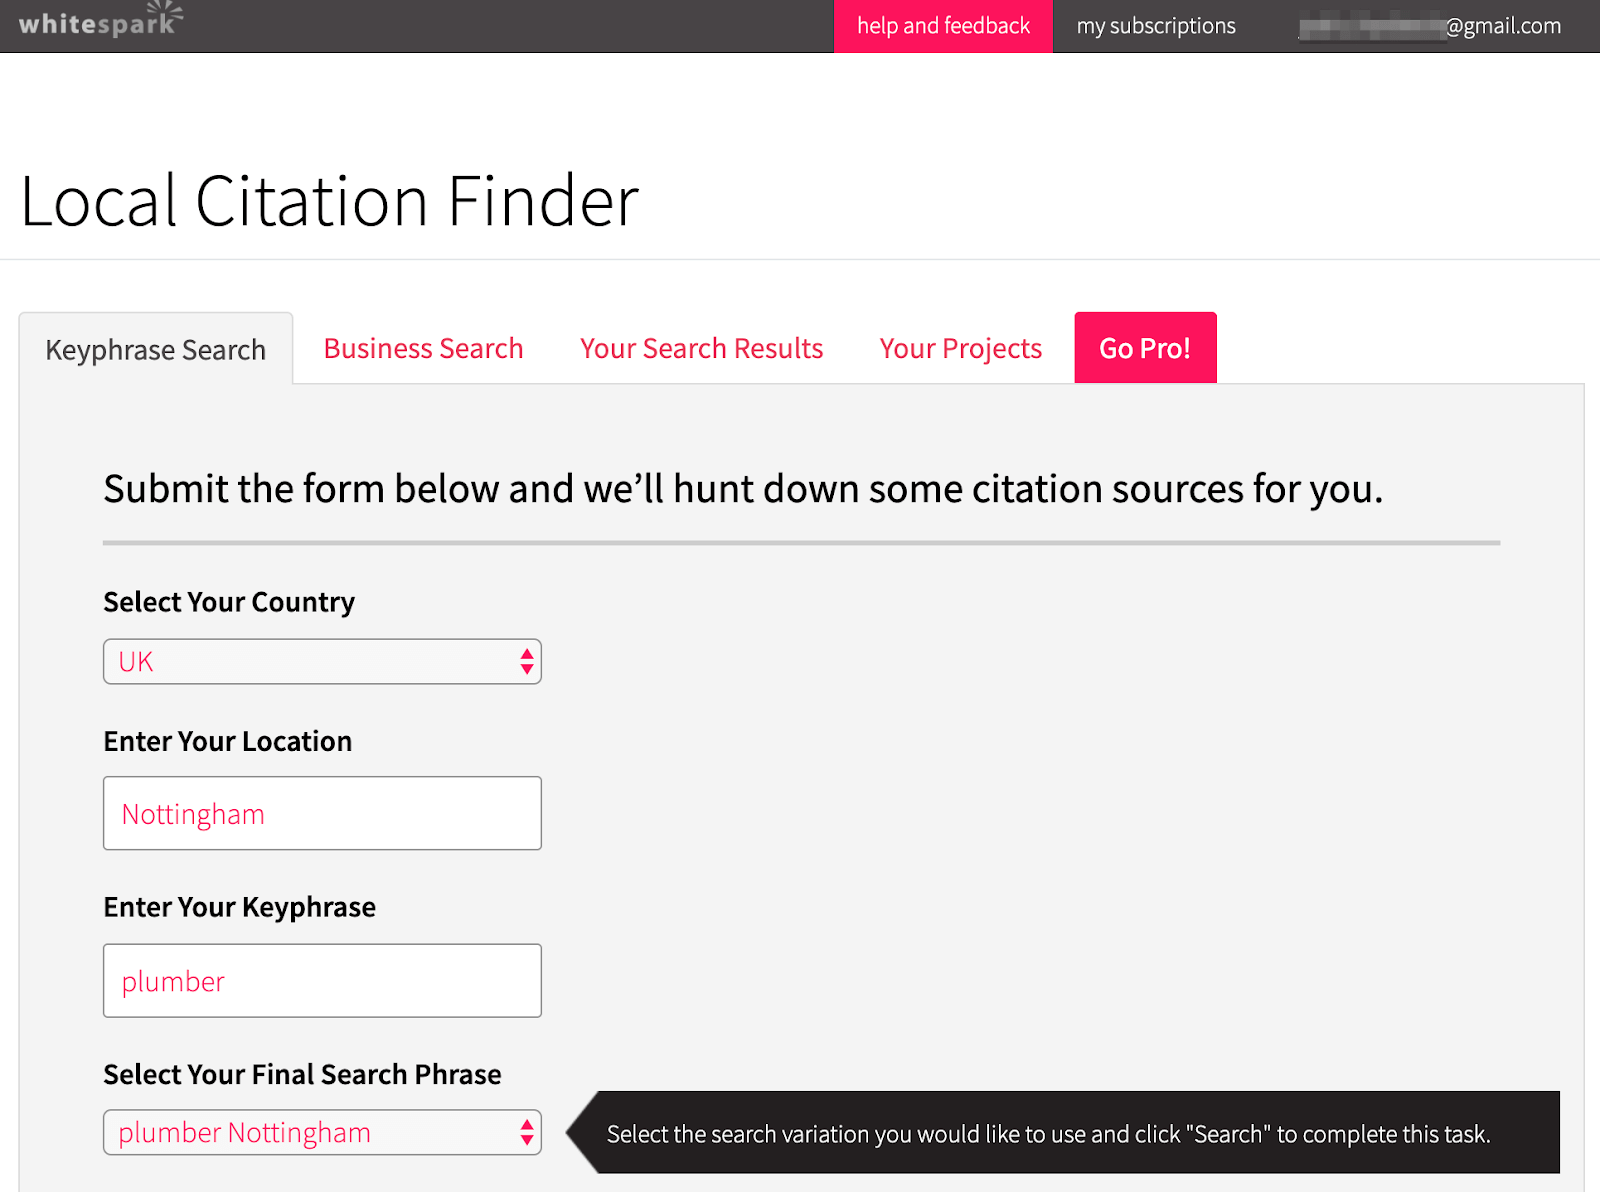 whitespark
help and feedback
my subscriptions
@gmail.com
Local Citation Finder
Keyphrase Search
Business Search
Your Search Results
Your Projects
Go Pro!
Submit the form below and we’ll hunt down some citation sources for you.
Select Your Country
UK
Enter Your Location
Nottingham
Enter Your Keyphrase
plumber
Select Your Final Search Phrase
plumber Nottingham
Select the search variation you would like to use and click "Search" to complete this task.